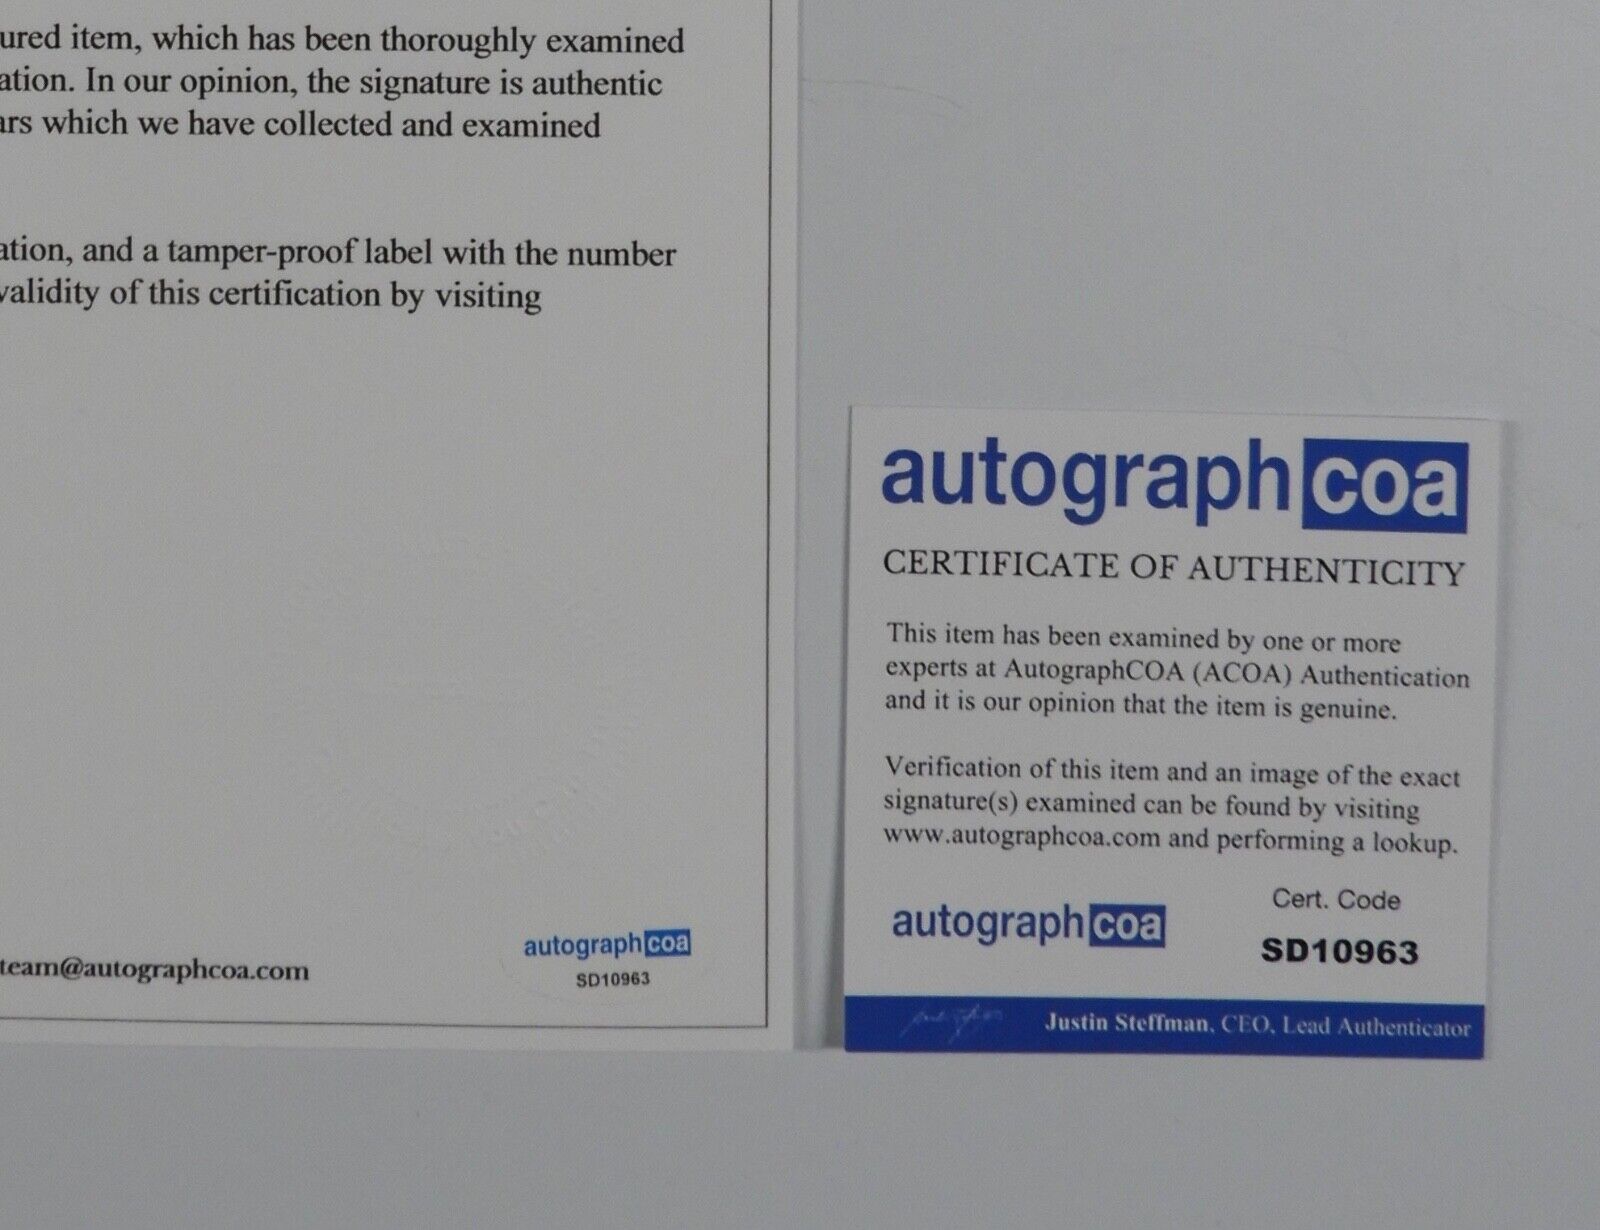 ured item, which has been thoroughly examined
ation. In our opinion, the signature is authentic
ars which we have collected and examined
ation, and a tamper-proof label with the number
validity of this certification by visiting
team@autographcoa.com
autographcoa
SD10963
autographcoa
CERTIFICATE OF AUTHENTICITY
This item has been examined by one or more
experts at AutographCOA (ACOA) Authentication
and it is our opinion that the item is genuine.
Verification of this item and an image of the exact
signature(s) examined can be found by visiting
www.autographcoa.com and performing a lookup.
autographcoa
Cert. Code
SD10963
Justin Steffman, CEO, Lead Authenticator